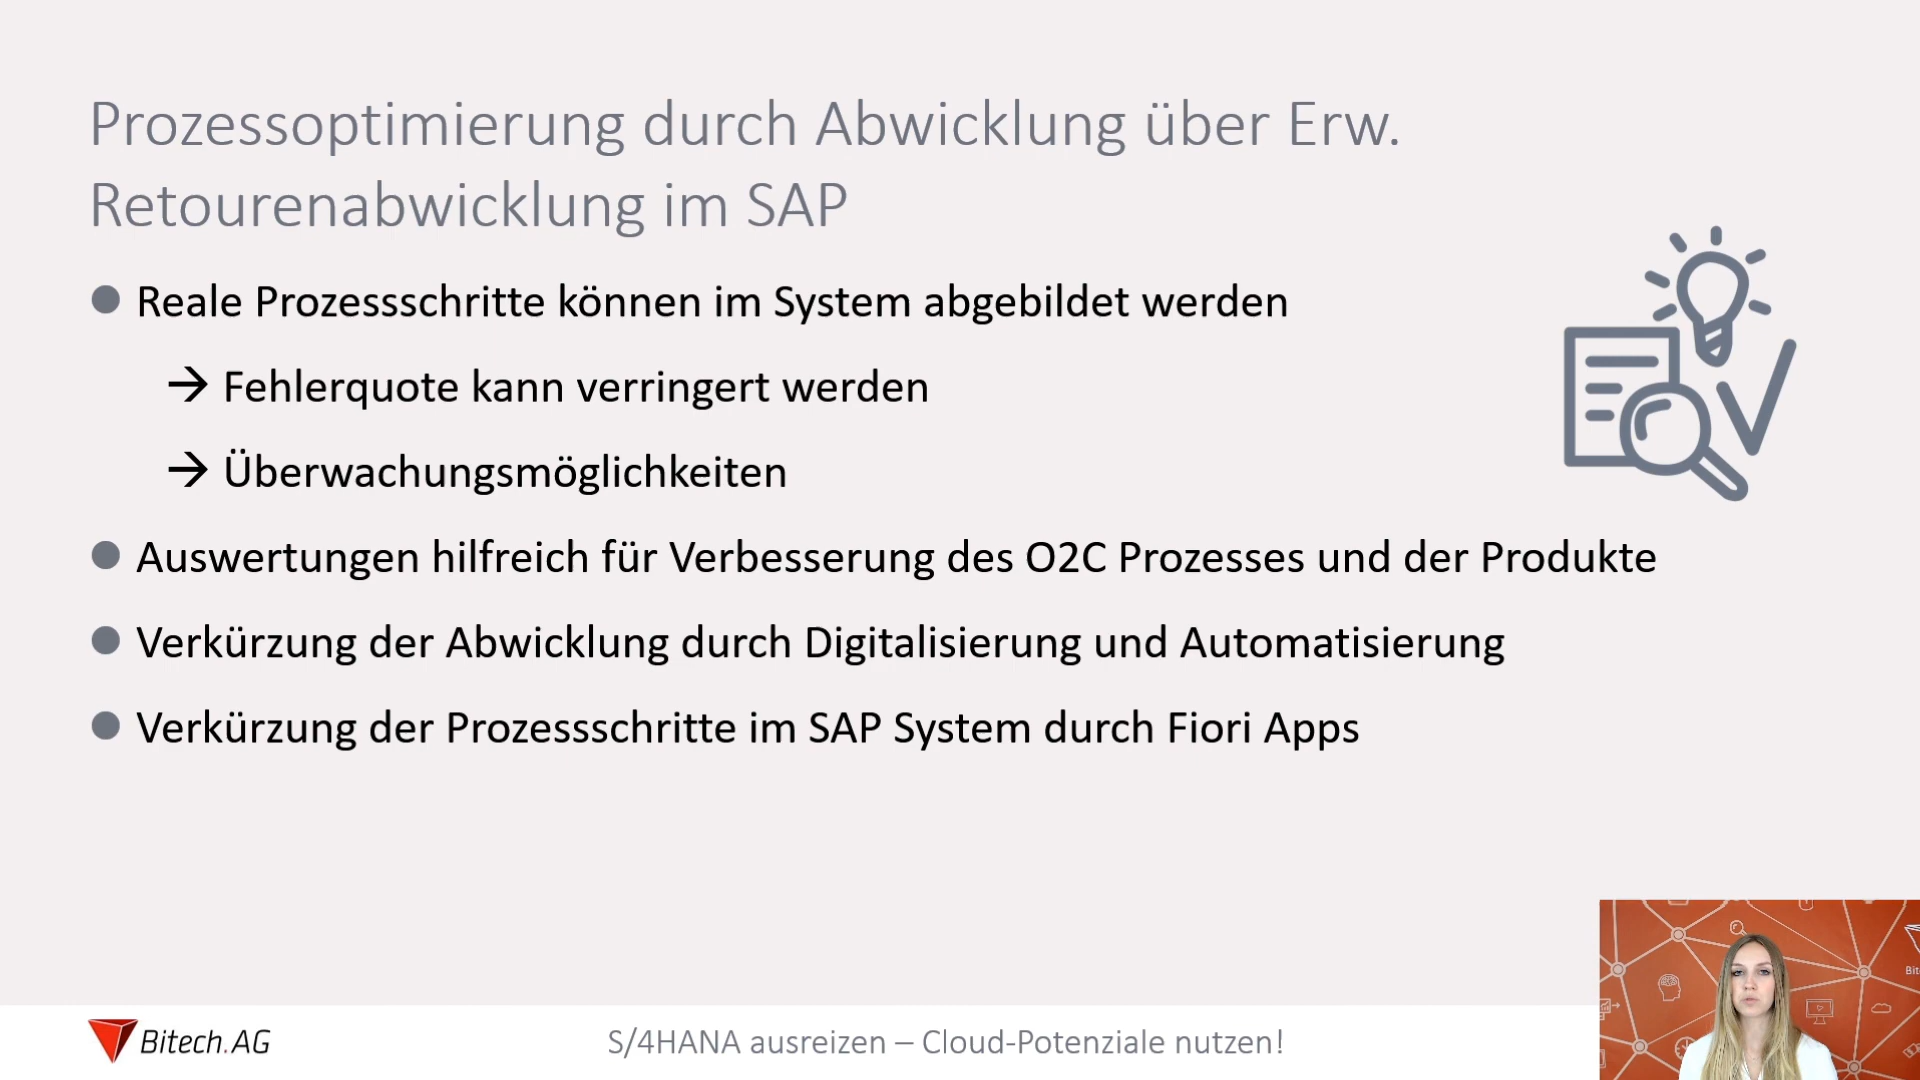 Prozessoptimierung durch Abwicklung über Erw.
Retourenabwicklung im SAP
Reale Prozessschritte können im System abgebildet werden
→ Fehlerquote kann verringert werden
→ Überwachungsmöglichkeiten
Auswertungen hilfreich für Verbesserung des O2C Prozesses und der Produkte
Verkürzung der Abwicklung durch Digitalisierung und Automatisierung
Verkürzung der Prozessschritte im SAP System durch Fiori Apps
Bitech.AG
S/4HANA ausreizen – Cloud-Potenziale nutzen!